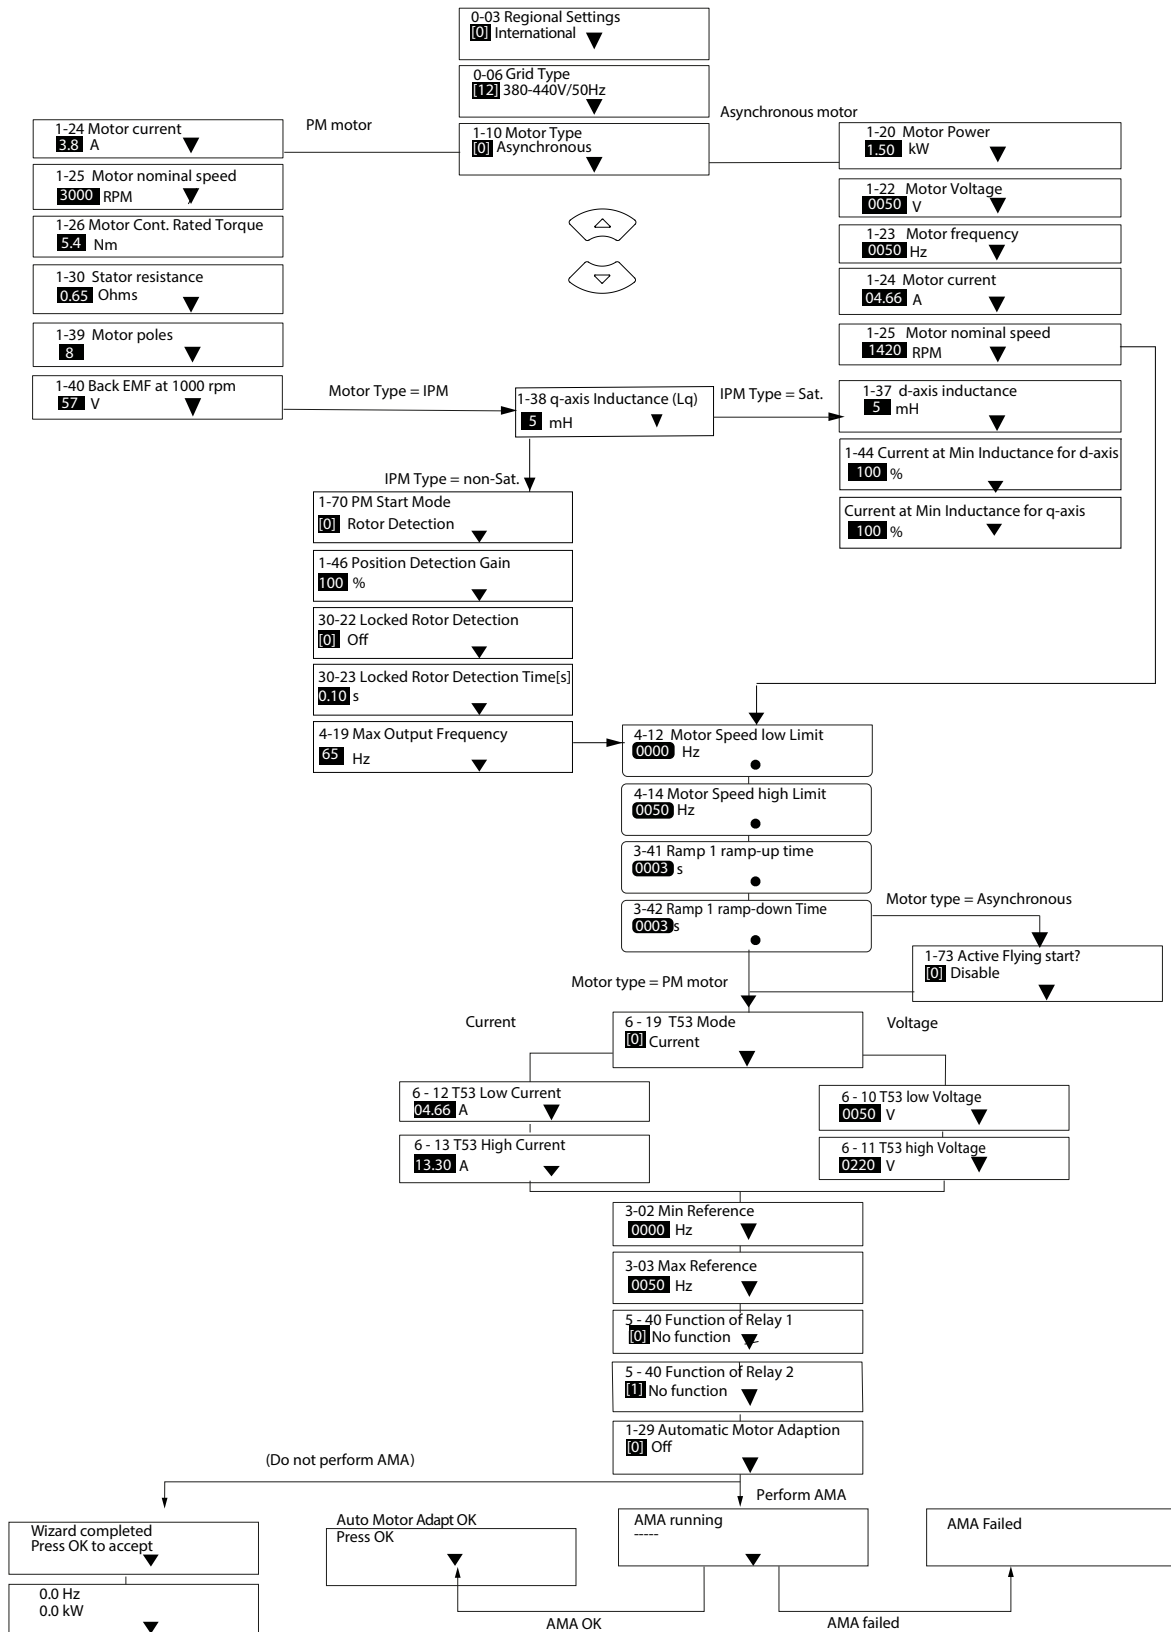 0-03 Regional Settings
[0] International
0-06 Grid Type
[12] 380-440V/50Hz
PM motor
1-10 Motor Type
[0] Asynchronous
Asynchronous motor
1-24 Motor current
3.8 A
1-25 Motor nominal speed
3000 RPM
1-26 Motor Cont. Rated Torque
5.4 Nm
1-30 Stator resistance
0.65 Ohms
1-39 Motor poles
8
1-40 Back EMF at 1000 rpm
57 V
1-20 Motor Power
1.50 kW
1-22 Motor Voltage
0050 V
1-23 Motor frequency
0050 Hz
1-24 Motor current
04.66 A
1-25 Motor nominal speed
1420 RPM
Motor Type = IPM
1-38 q-axis Inductance (Lq)
5 mH
IPM Type = Sat.
1-37 d-axis inductance
5 mH
1-44 Current at Min Inductance for d-axis
100 %
Current at Min Inductance for q-axis
100 %
IPM Type = non-Sat.
1-70 PM Start Mode
[0] Rotor Detection
1-46 Position Detection Gain
100 %
30-22 Locked Rotor Detection
[0] Off
30-23 Locked Rotor Detection Time[s]
0.10 s
4-19 Max Output Frequency
65 Hz
4-12 Motor Speed low Limit
0000 Hz
4-14 Motor Speed high Limit
0050 Hz
3-41 Ramp 1 ramp-up time
0003 s
3-42 Ramp 1 ramp-down Time
0003 s
Motor type = Asynchronous
1-73 Active Flying start?
[0] Disable
Motor type = PM motor
Current
6 - 19 T53 Mode
[0] Current
Voltage
6 - 12 T53 Low Current
04.66 A
6 - 13 T53 High Current
13.30 A
6 - 10 T53 low Voltage
0050 V
6 - 11 T53 high Voltage
0220 V
3-02 Min Reference
0000 Hz
3-03 Max Reference
0050 Hz
5 - 40 Function of Relay 1
[0] No function
5 - 40 Function of Relay 2
[1] No function
1-29 Automatic Motor Adaption
[0] Off
(Do not perform AMA)
Perform AMA
Wizard completed
Press OK to accept
0.0 Hz
0.0 kW
Auto Motor Adapt OK
Press OK
AMA running
-----
AMA Failed
AMA OK
AMA failed